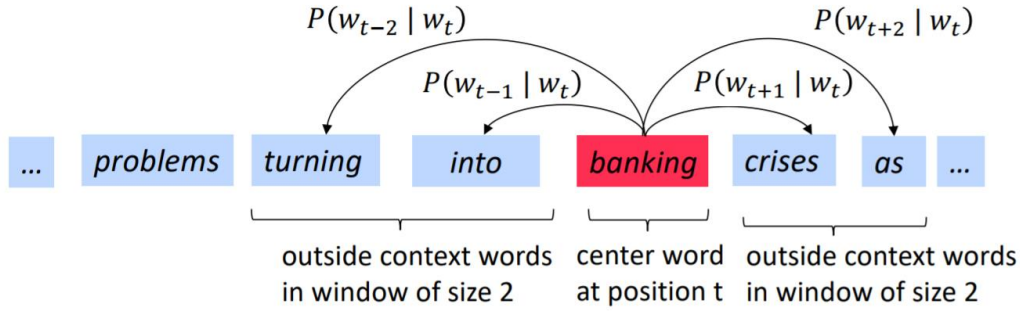 P(w_{t−2} | w_t) P(w_{t+2} | w_t)
P(w_{t−1} | w_t) P(w_{t+1} | w_t)
... problems turning into banking crises as ...
outside context words center word outside context words
in window of size 2 at position t in window of size 2